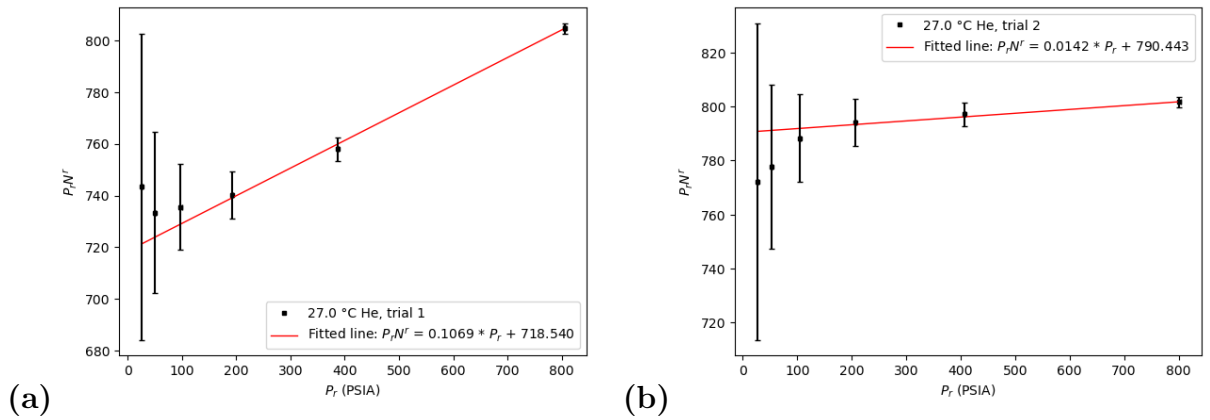 800
780
760
740
720
700
680
P_rN^r
0 100 200 300 400 500 600 700 800
P_r (PSIA)
27.0 °C He, trial 1
Fitted line: P_rN^r = 0.1069 * P_r + 718.540
(a)
820
800
780
760
740
720
P_rN^r
0 100 200 300 400 500 600 700 800
P_r (PSIA)
27.0 °C He, trial 2
Fitted line: P_rN^r = 0.0142 * P_r + 790.443
(b)